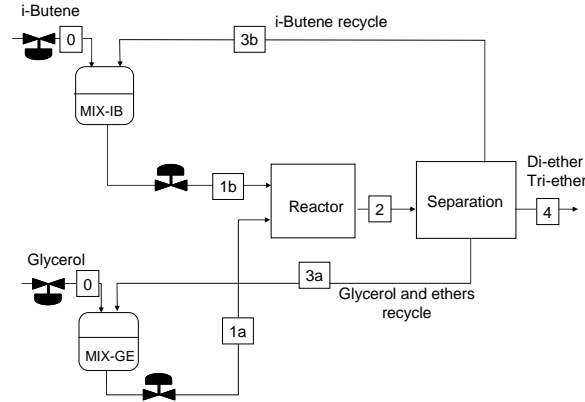 i-Butene
0
i-Butene recycle
3b
MIX-IB
1b
Reactor
2
Separation
Di-ether
Tri-ether
4
Glycerol
0
3a
Glycerol and ethers
recycle
MIX-GE
1a